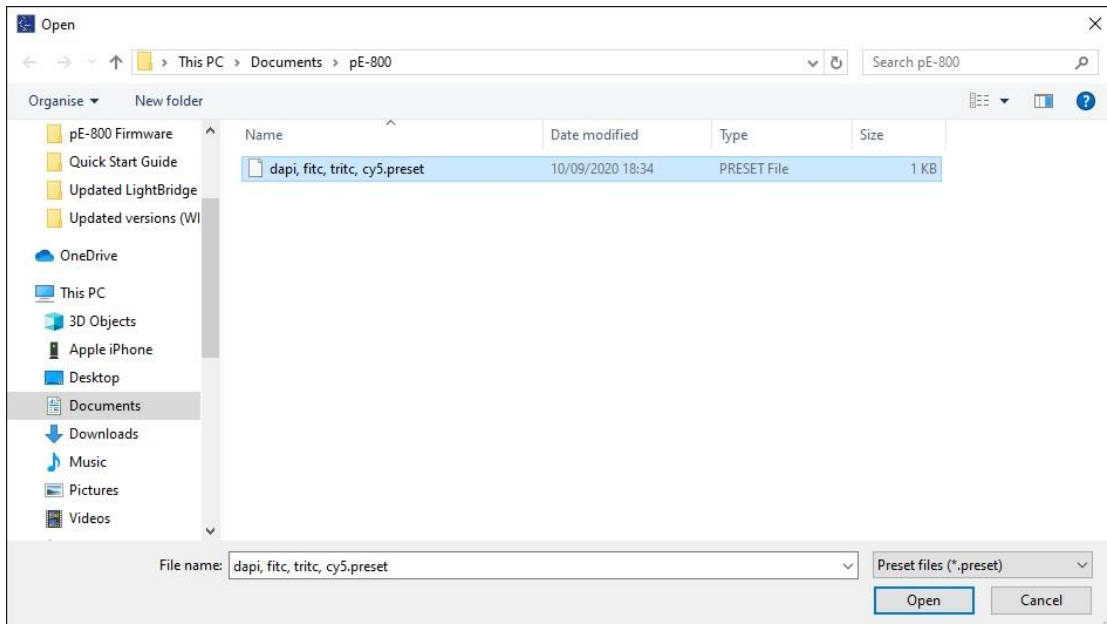 Open
This PC > Documents > pE-800
Search pE-800
Organise
New folder
pE-800 Firmware
Quick Start Guide
Updated LightBridge
Updated versions (WI
OneDrive
This PC
3D Objects
Apple iPhone
Desktop
Documents
Downloads
Music
Pictures
Videos
Name Date modified Type Size
dapi, fitc, tritc, cy5.preset 10/09/2020 18:34 PRESET File 1 KB
File name: dapi, fitc, tritc, cy5.preset Preset files (*.preset)
Open Cancel